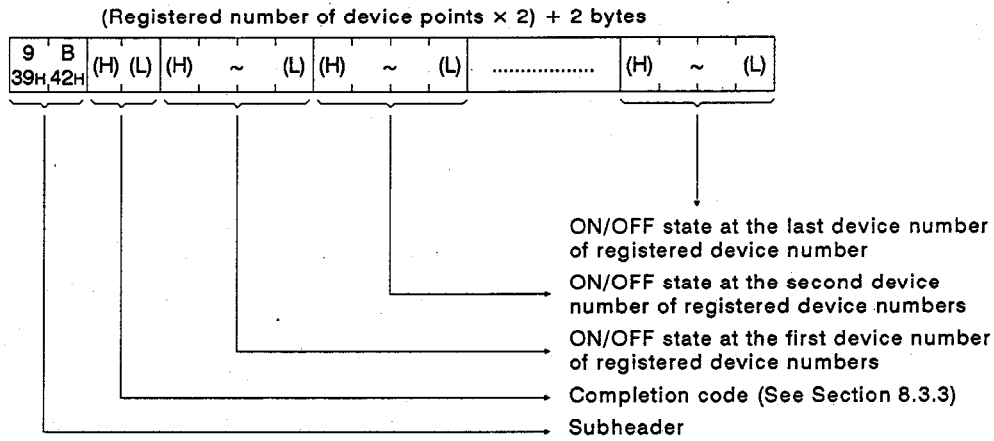 (Registered number of device points × 2) + 2 bytes
9 B (H) (L) (H) ~ (L) (H) ~ (L) .................. (H) ~ (L)
39H 42H
ON/OFF state at the last device number
of registered device number
ON/OFF state at the second device
number of registered device numbers
ON/OFF state at the first device number
of registered device numbers
Completion code (See Section 8.3.3)
Subheader